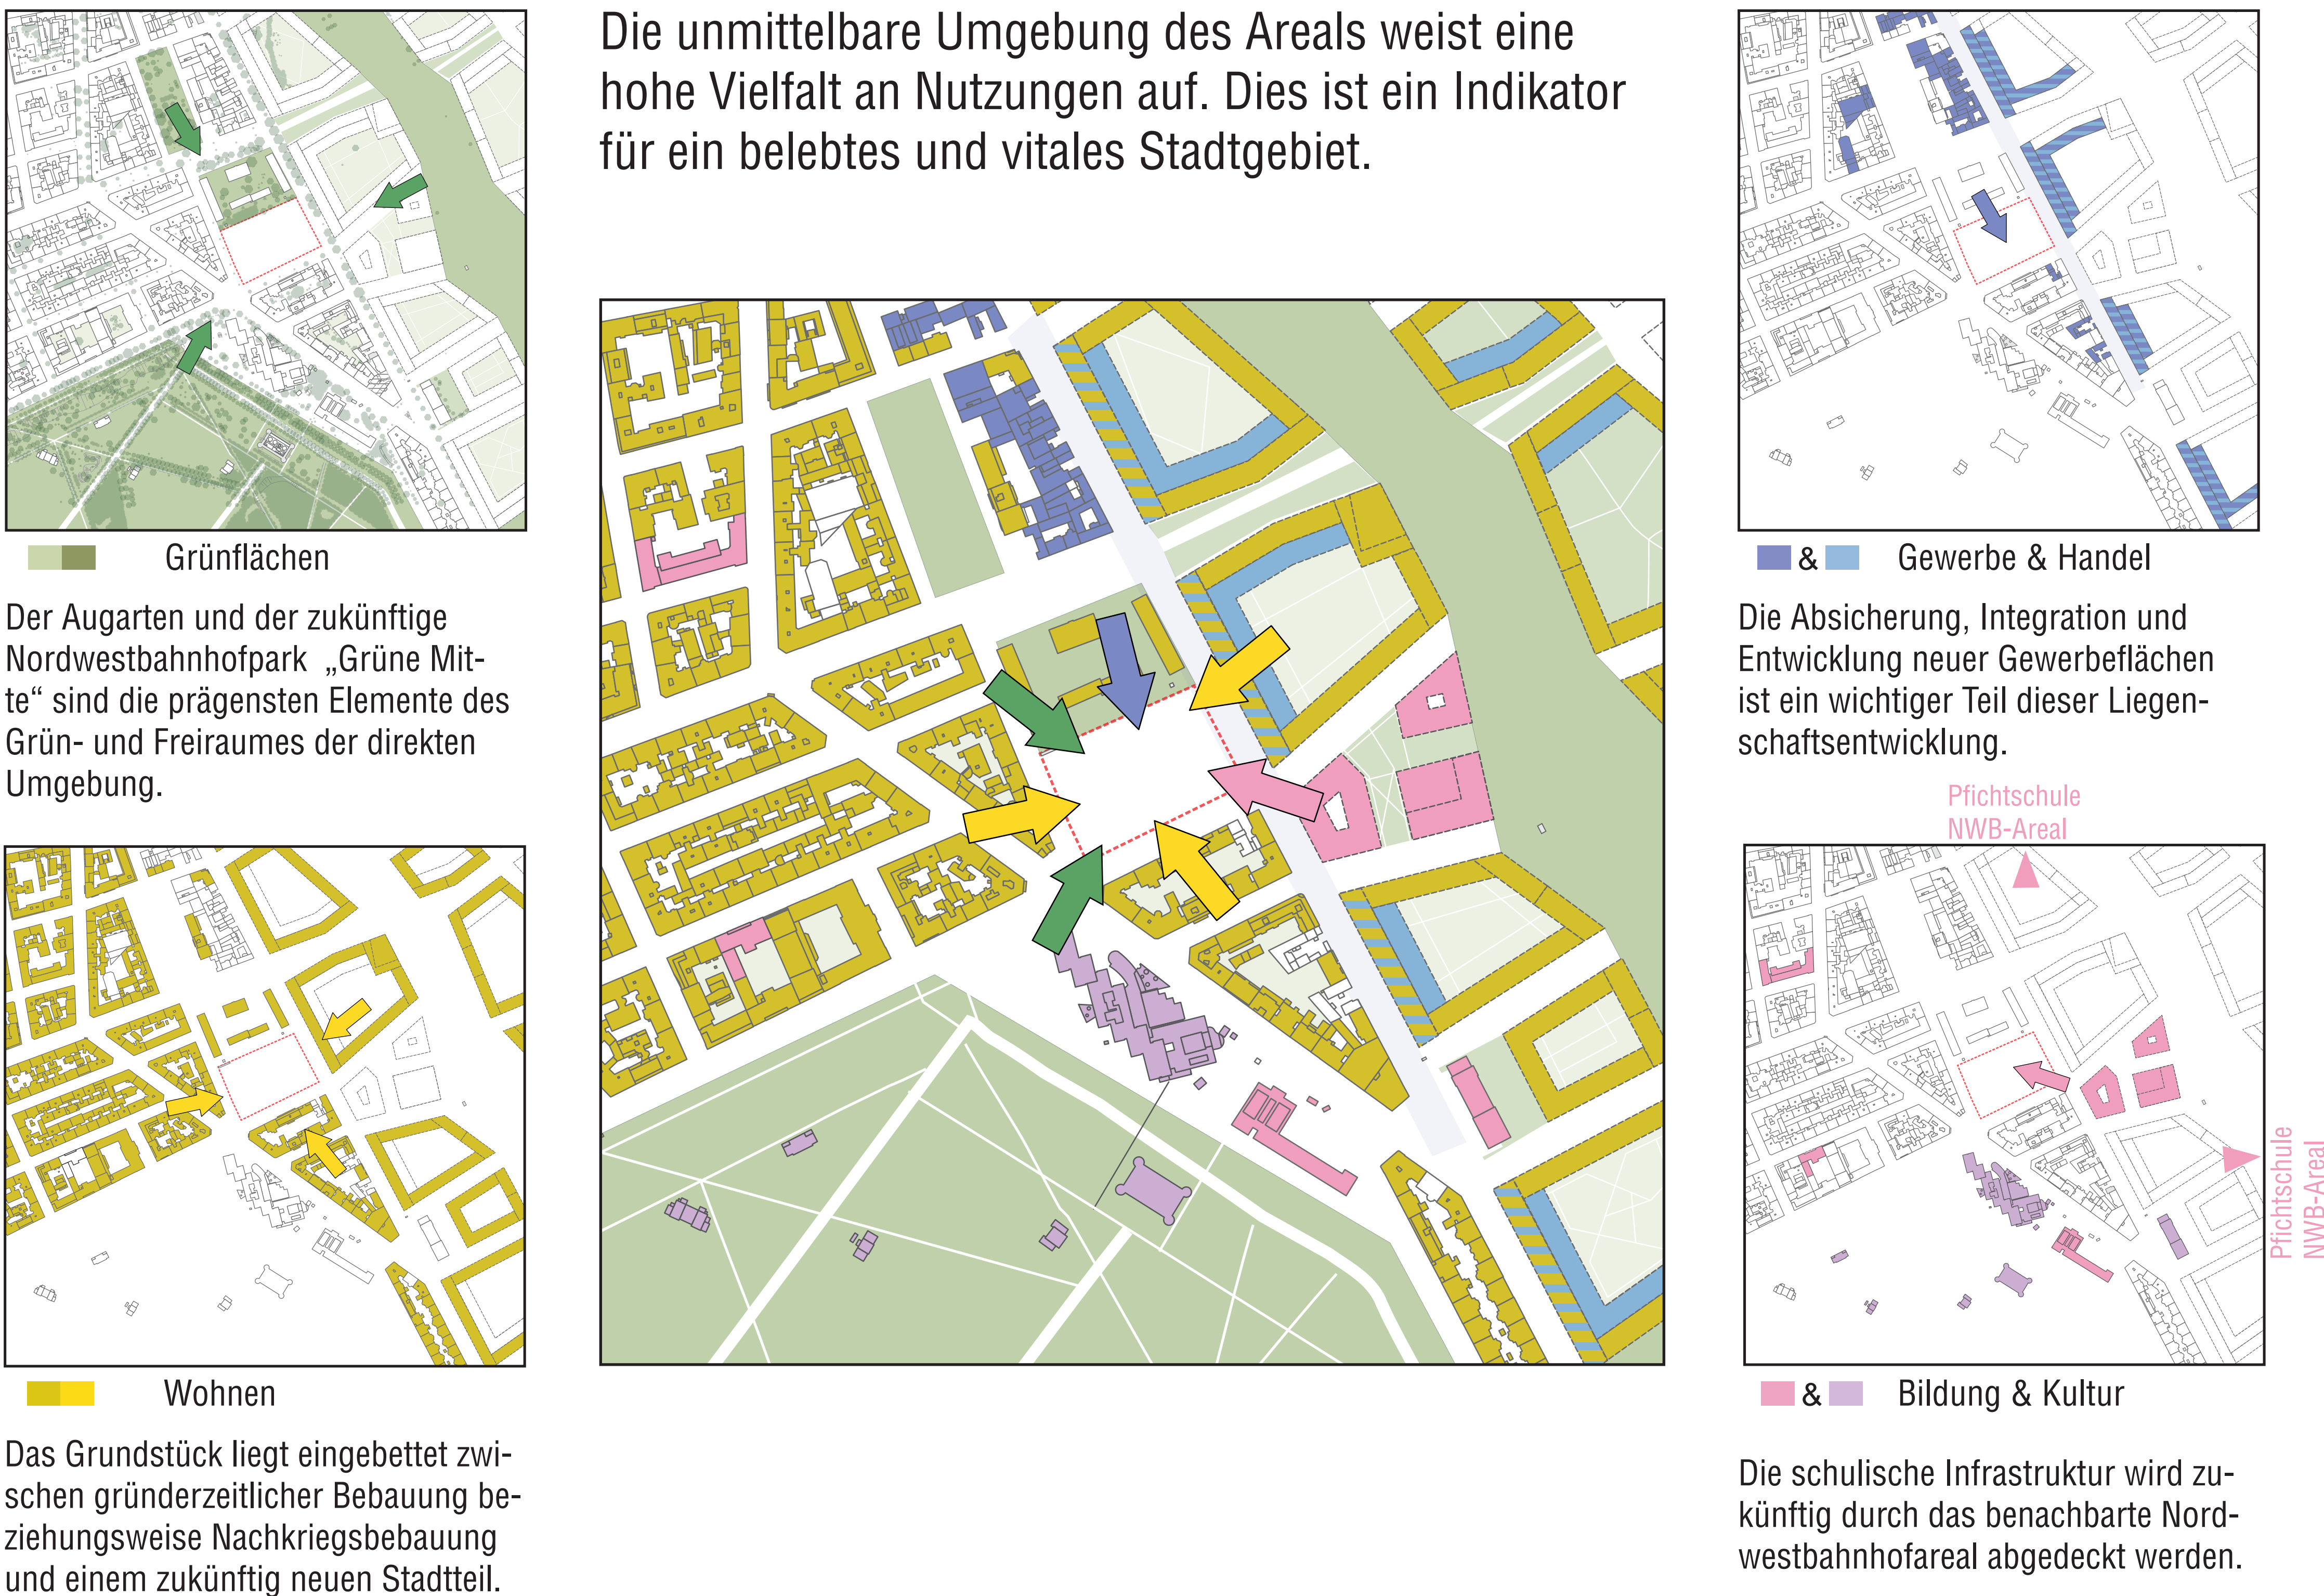 Die unmittelbare Umgebung des Areals weist eine
hohe Vielfalt an Nutzungen auf. Dies ist ein Indikator
für ein belebtes und vitales Stadtgebiet.
Grünflächen
Der Augarten und der zukünftige
Nordwestbahnhofpark „Grüne Mit-
te“ sind die prägensten Elemente des
Grün- und Freiraumes der direkten
Umgebung.
Wohnen
Das Grundstück liegt eingebettet zwi-
schen gründerzeitlicher Bebauung be-
ziehungsweise Nachkriegsbebauung
und einem zukünftig neuen Stadtteil.
& Gewerbe & Handel
Die Absicherung, Integration und
Entwicklung neuer Gewerbeflächen
ist ein wichtiger Teil dieser Liegen-
schaftsentwicklung.
Pfichtschule
NWB-Areal
Pfichtschule
NWB-Areal
& Bildung & Kultur
Die schulische Infrastruktur wird zu-
künftig durch das benachbarte Nord-
westbahnhofareal abgedeckt werden.